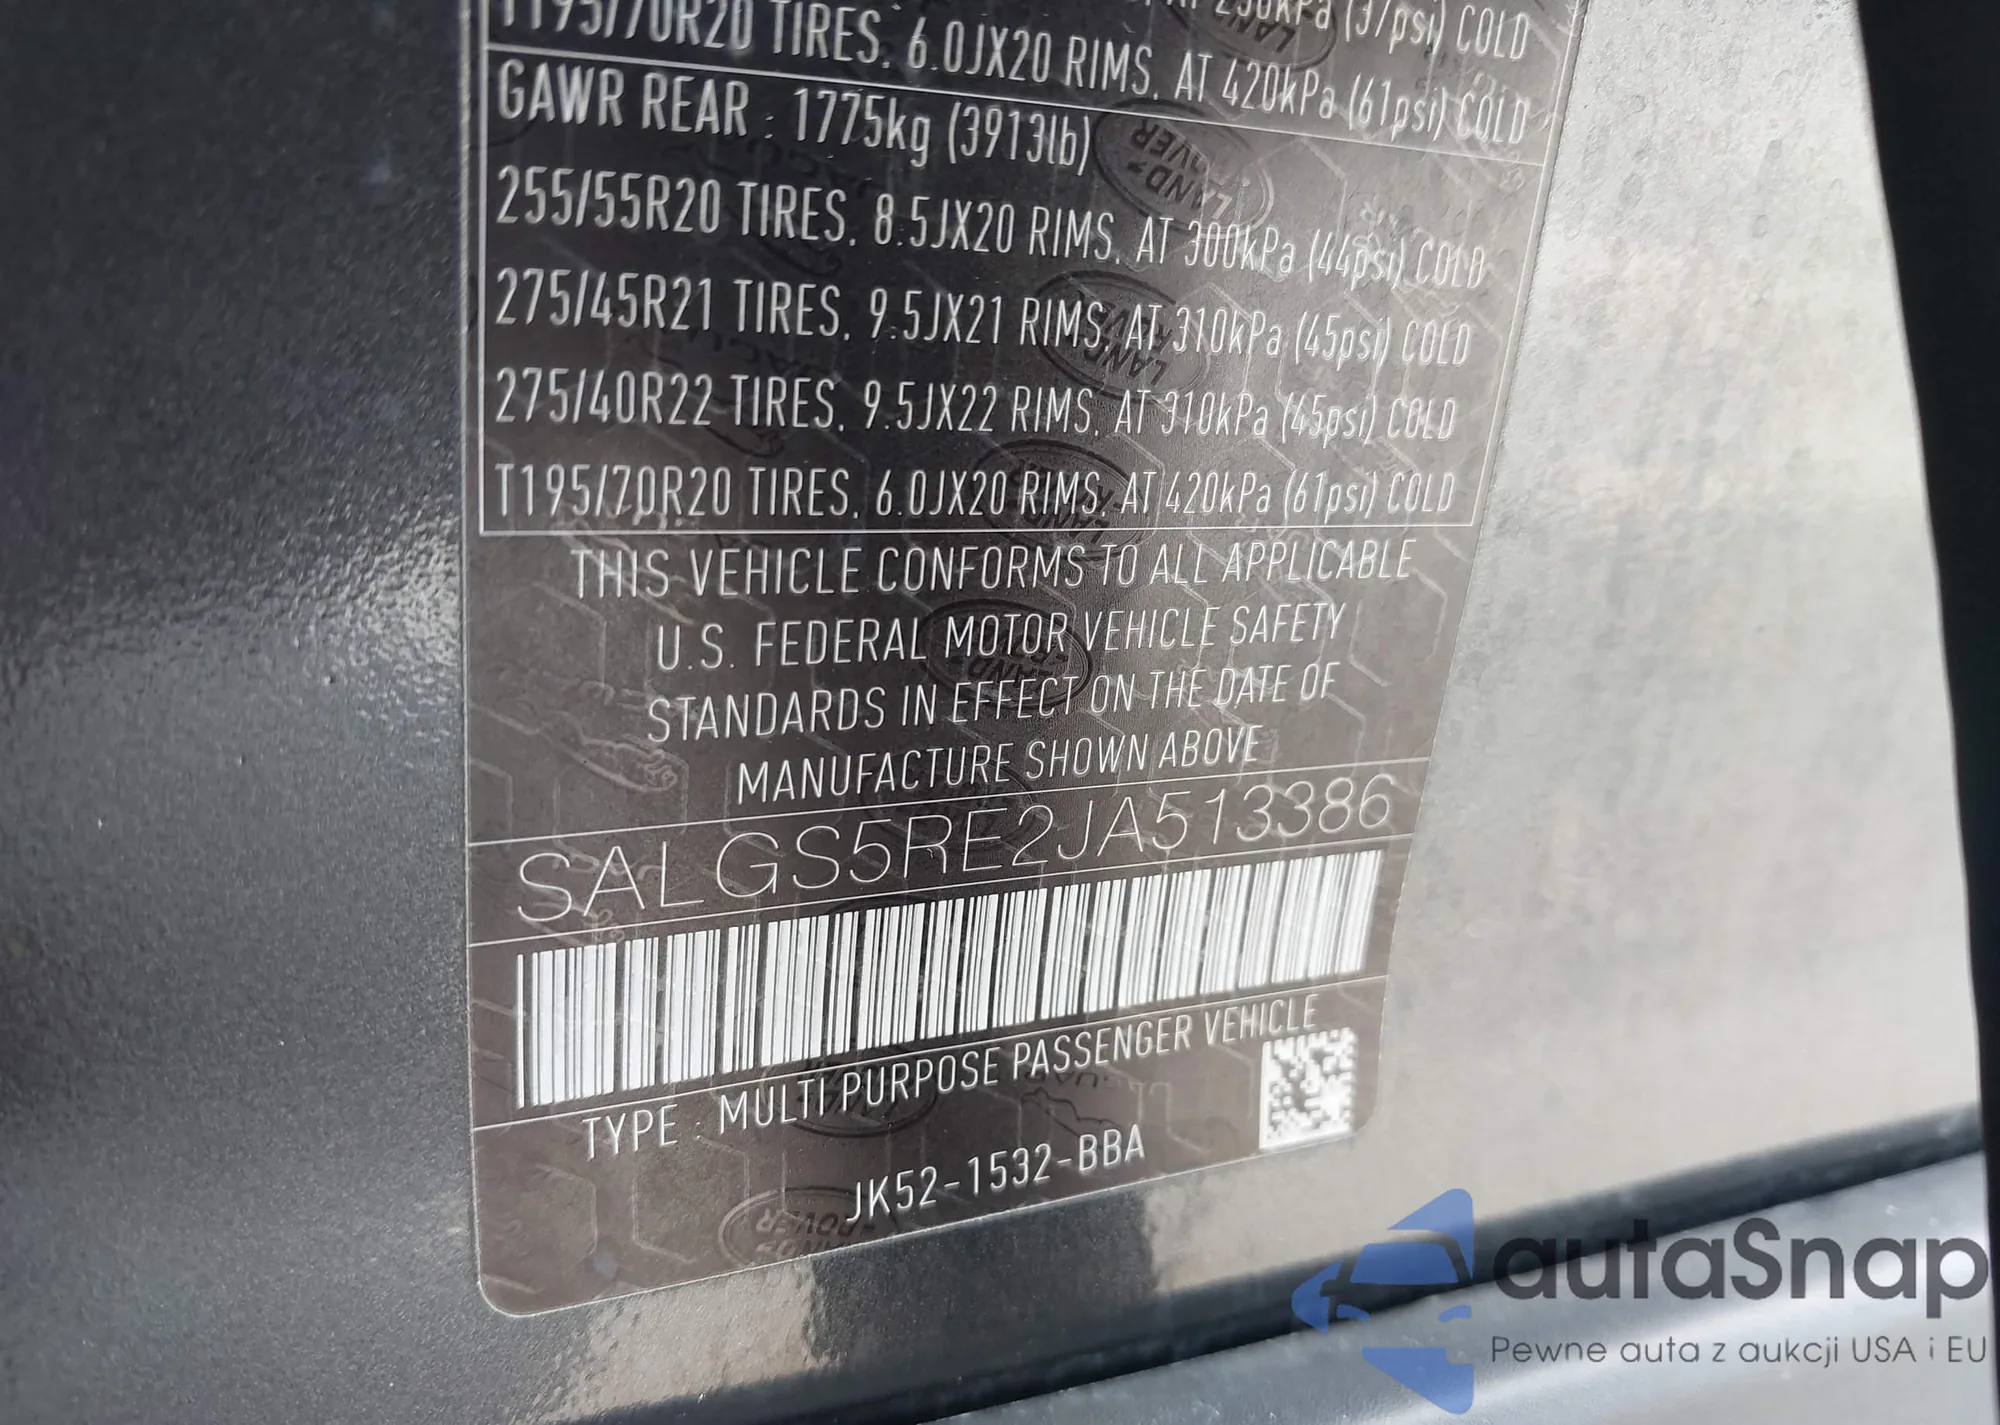 230kPa (37psi) COLD
T195/70R20 TIRES, 6.0JX20 RIMS, AT 420kPa (61psi) COLD
GAWR REAR : 1775kg (3913lb)
255/55R20 TIRES, 8.5JX20 RIMS, AT 300kPa (44psi) COLD
275/45R21 TIRES, 9.5JX21 RIMS, AT 310kPa (45psi) COLD
275/40R22 TIRES, 9.5JX22 RIMS, AT 310kPa (45psi) COLD
T195/70R20 TIRES, 6.0JX20 RIMS, AT 420kPa (61psi) COLD
THIS VEHICLE CONFORMS TO ALL APPLICABLE
U.S. FEDERAL MOTOR VEHICLE SAFETY
STANDARDS IN EFFECT ON THE DATE OF
MANUFACTURE SHOWN ABOVE
SALGS5RE2JA513386
TYPE : MULTI PURPOSE PASSENGER VEHICLE
JK52-1532-BBA
autaSnap
Pewne auta z aukcji USA i EU